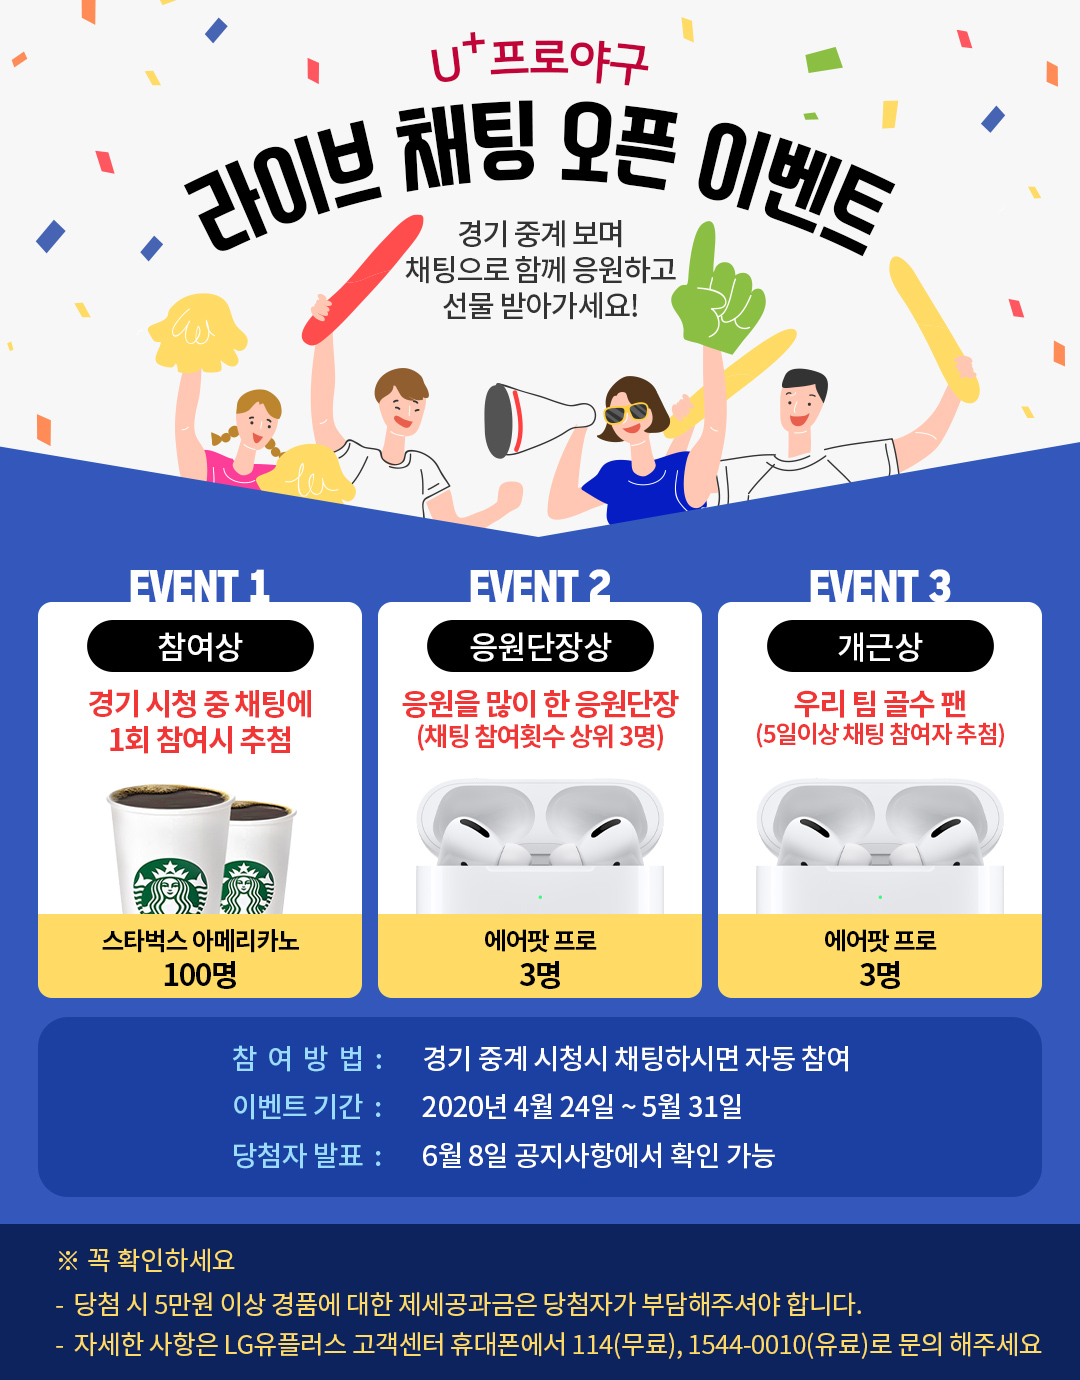 U+프로야구
라이브 채팅 오픈 이벤트
경기 중계 보며
채팅으로 함께 응원하고
선물 받아가세요!
EVENT 1
참여상
경기 시청 중 채팅에
1회 참여시 추첨
스타벅스 아메리카노
100명
EVENT 2
응원단장상
응원을 많이 한 응원단장
(채팅 참여횟수 상위 3명)
에어팟 프로
3명
EVENT 3
개근상
우리 팀 골수 팬
(5일이상 채팅 참여자 추첨)
에어팟 프로
3명
참 여 방 법 : 경기 중계 시청시 채팅하시면 자동 참여
이벤트 기간 : 2020년 4월 24일 ~ 5월 31일
당첨자 발표 : 6월 8일 공지사항에서 확인 가능
※ 꼭 확인하세요
- 당첨 시 5만원 이상 경품에 대한 제세공과금은 당첨자가 부담해주셔야 합니다.
- 자세한 사항은 LG유플러스 고객센터 휴대폰에서 114(무료), 1544-0010(유료)로 문의 해주세요